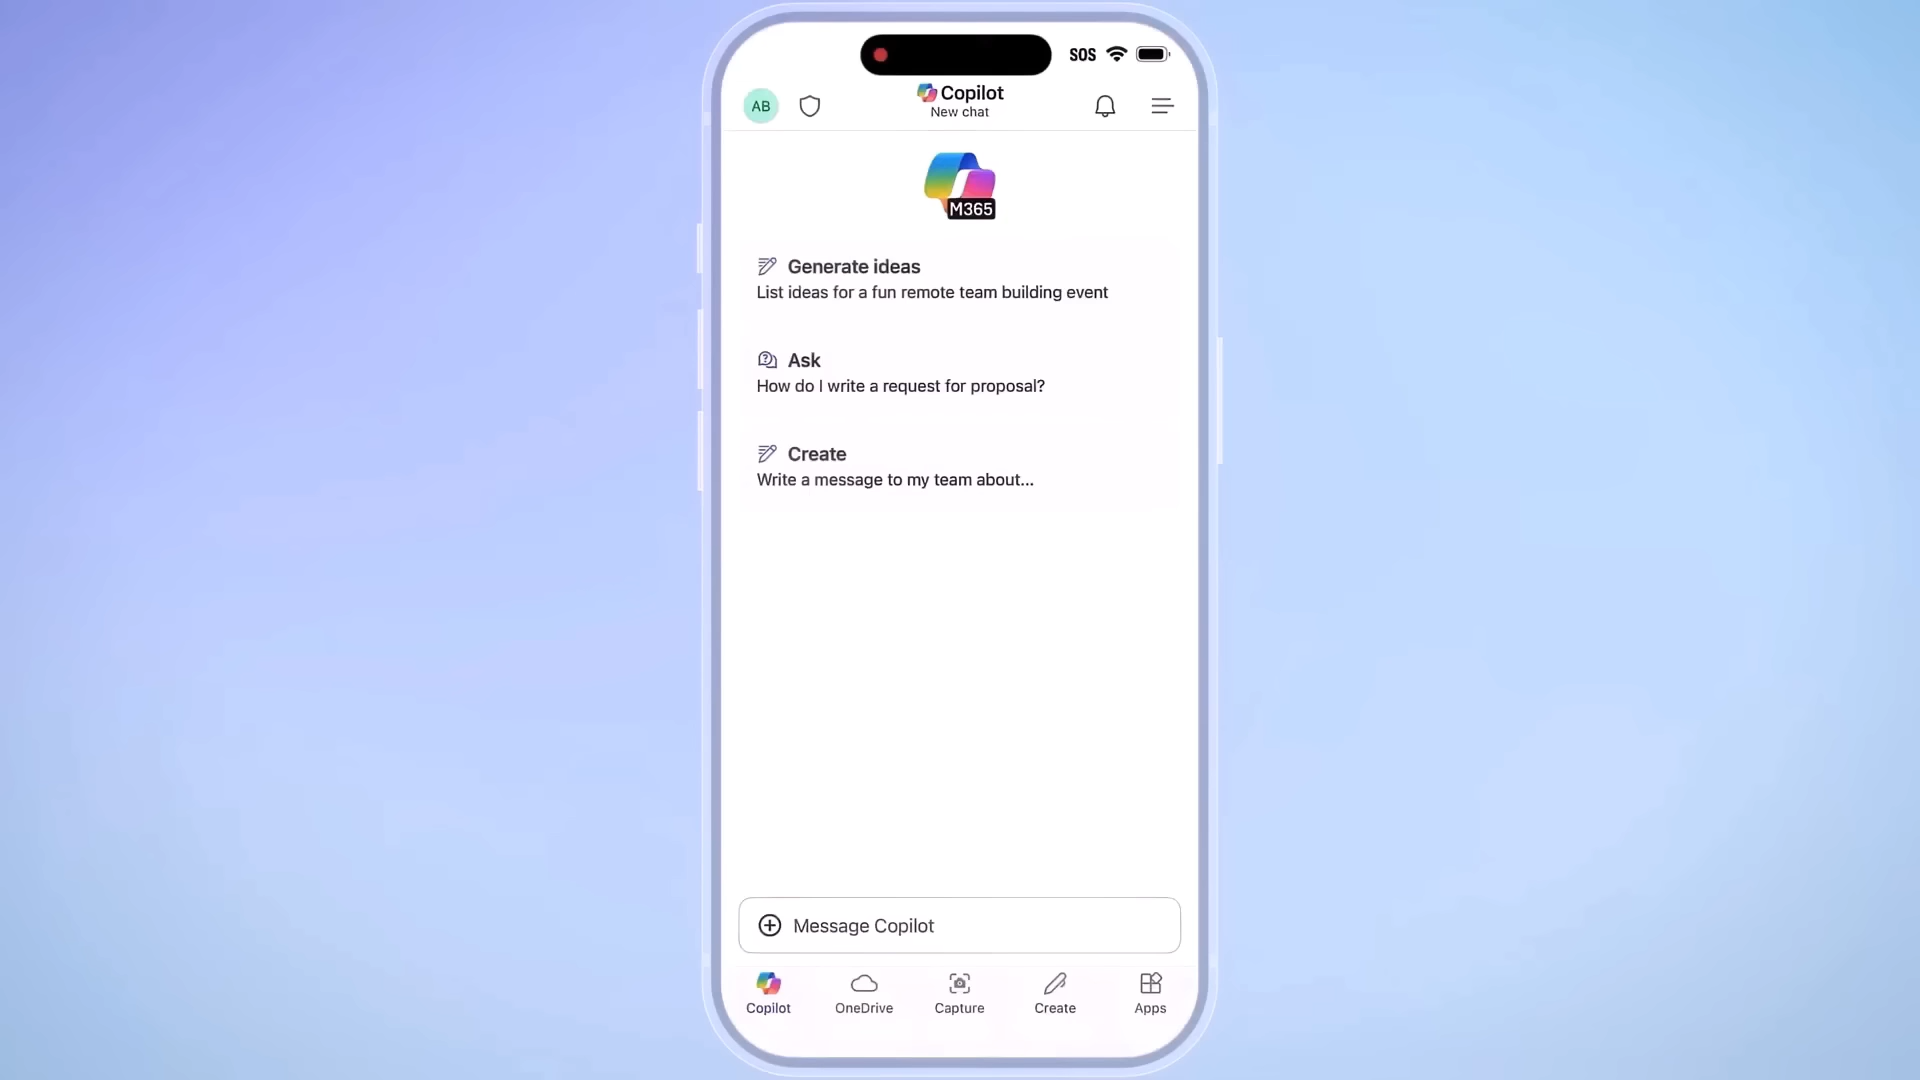 SOS
AB
Copilot
New chat
M365
Generate ideas
List ideas for a fun remote team building event
Ask
How do I write a request for proposal?
Create
Write a message to my team about...
Message Copilot
Copilot
OneDrive
Capture
Create
Apps